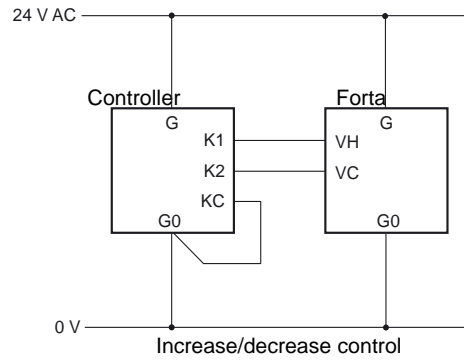 24 V AC
Controller Forta
G G
K1 VH
K2 VC
KC
G0 G0
0 V
Increase/decrease control